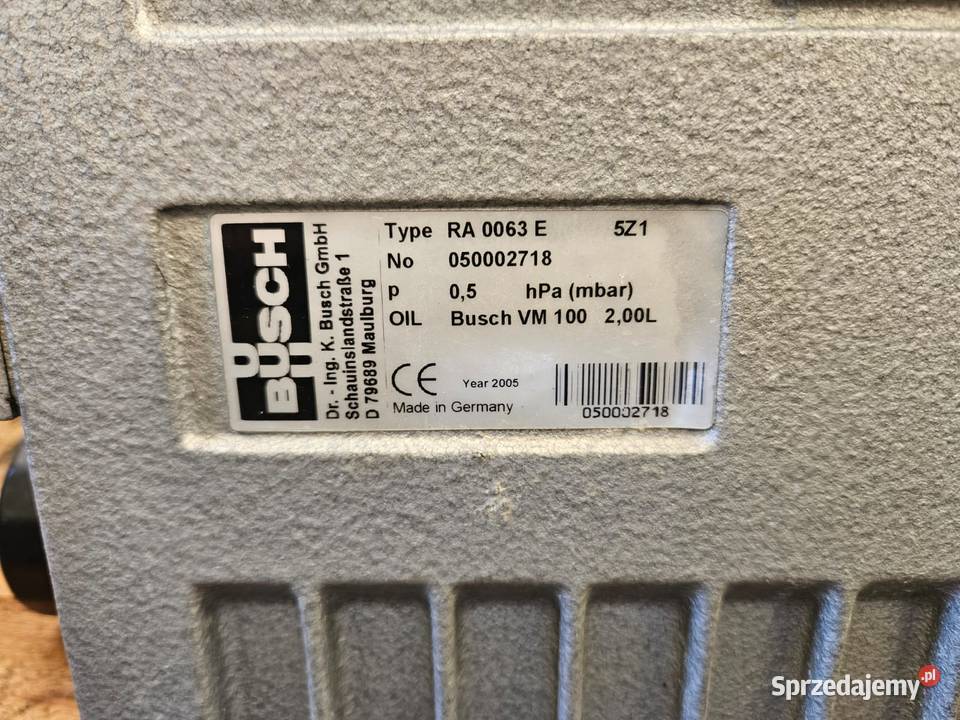 BUSCH
Dr. - Ing. K. Busch GmbH
Schauinslandstraße 1
D 79689 Maulburg
Type RA 0063 E 5Z1
No 050002718
p 0,5 hPa (mbar)
OIL Busch VM 100 2,00L
CE Year 2005
Made in Germany
050002718
Sprzedajemy.pl